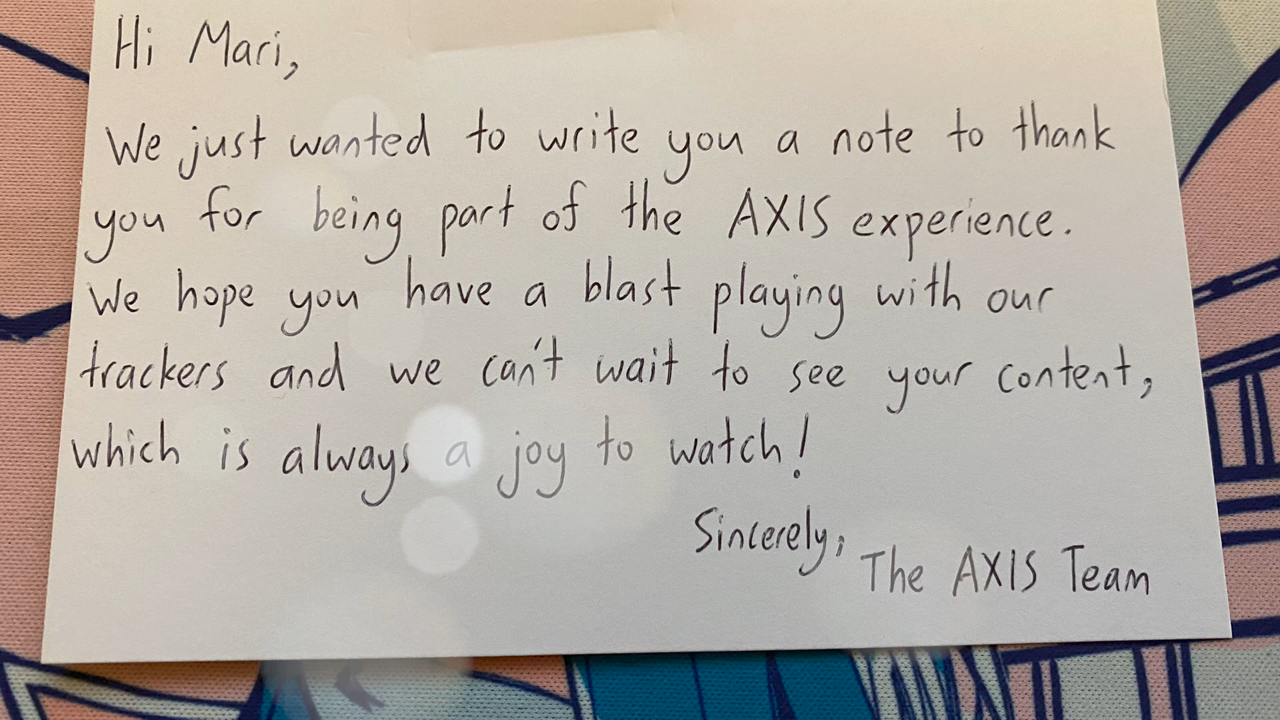 Hi Mari,
We just wanted to write you a note to thank
you for being part of the AXIS experience.
We hope you have a blast playing with our
trackers and we can't wait to see your content,
which is always a joy to watch!
Sincerely,
The AXIS Team